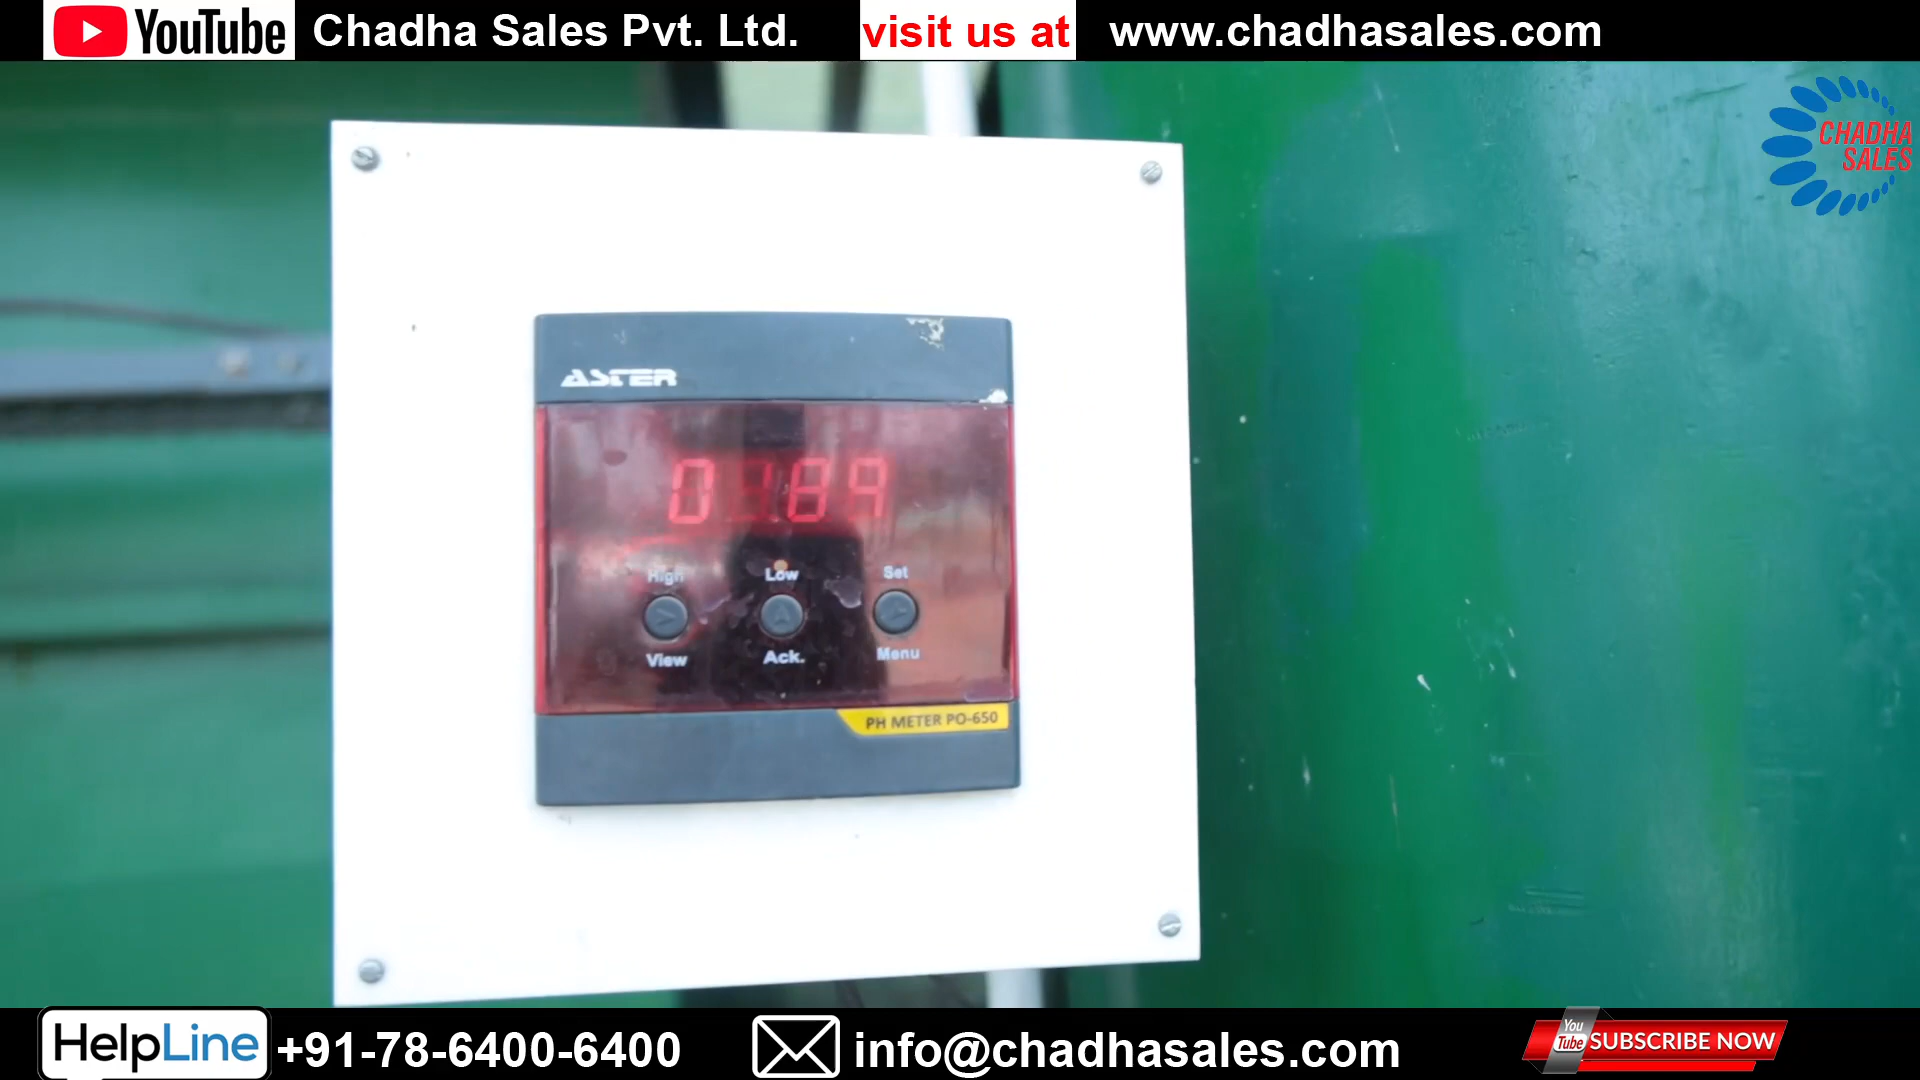 YouTube Chadha Sales Pvt. Ltd. visit us at www.chadhasales.com
CHADHA
SALES
ASTER
High Low Set
View Ack. Menu
PH METER PO-650
HelpLine +91-78-6400-6400 info@chadhasales.com You Tube SUBSCRIBE NOW